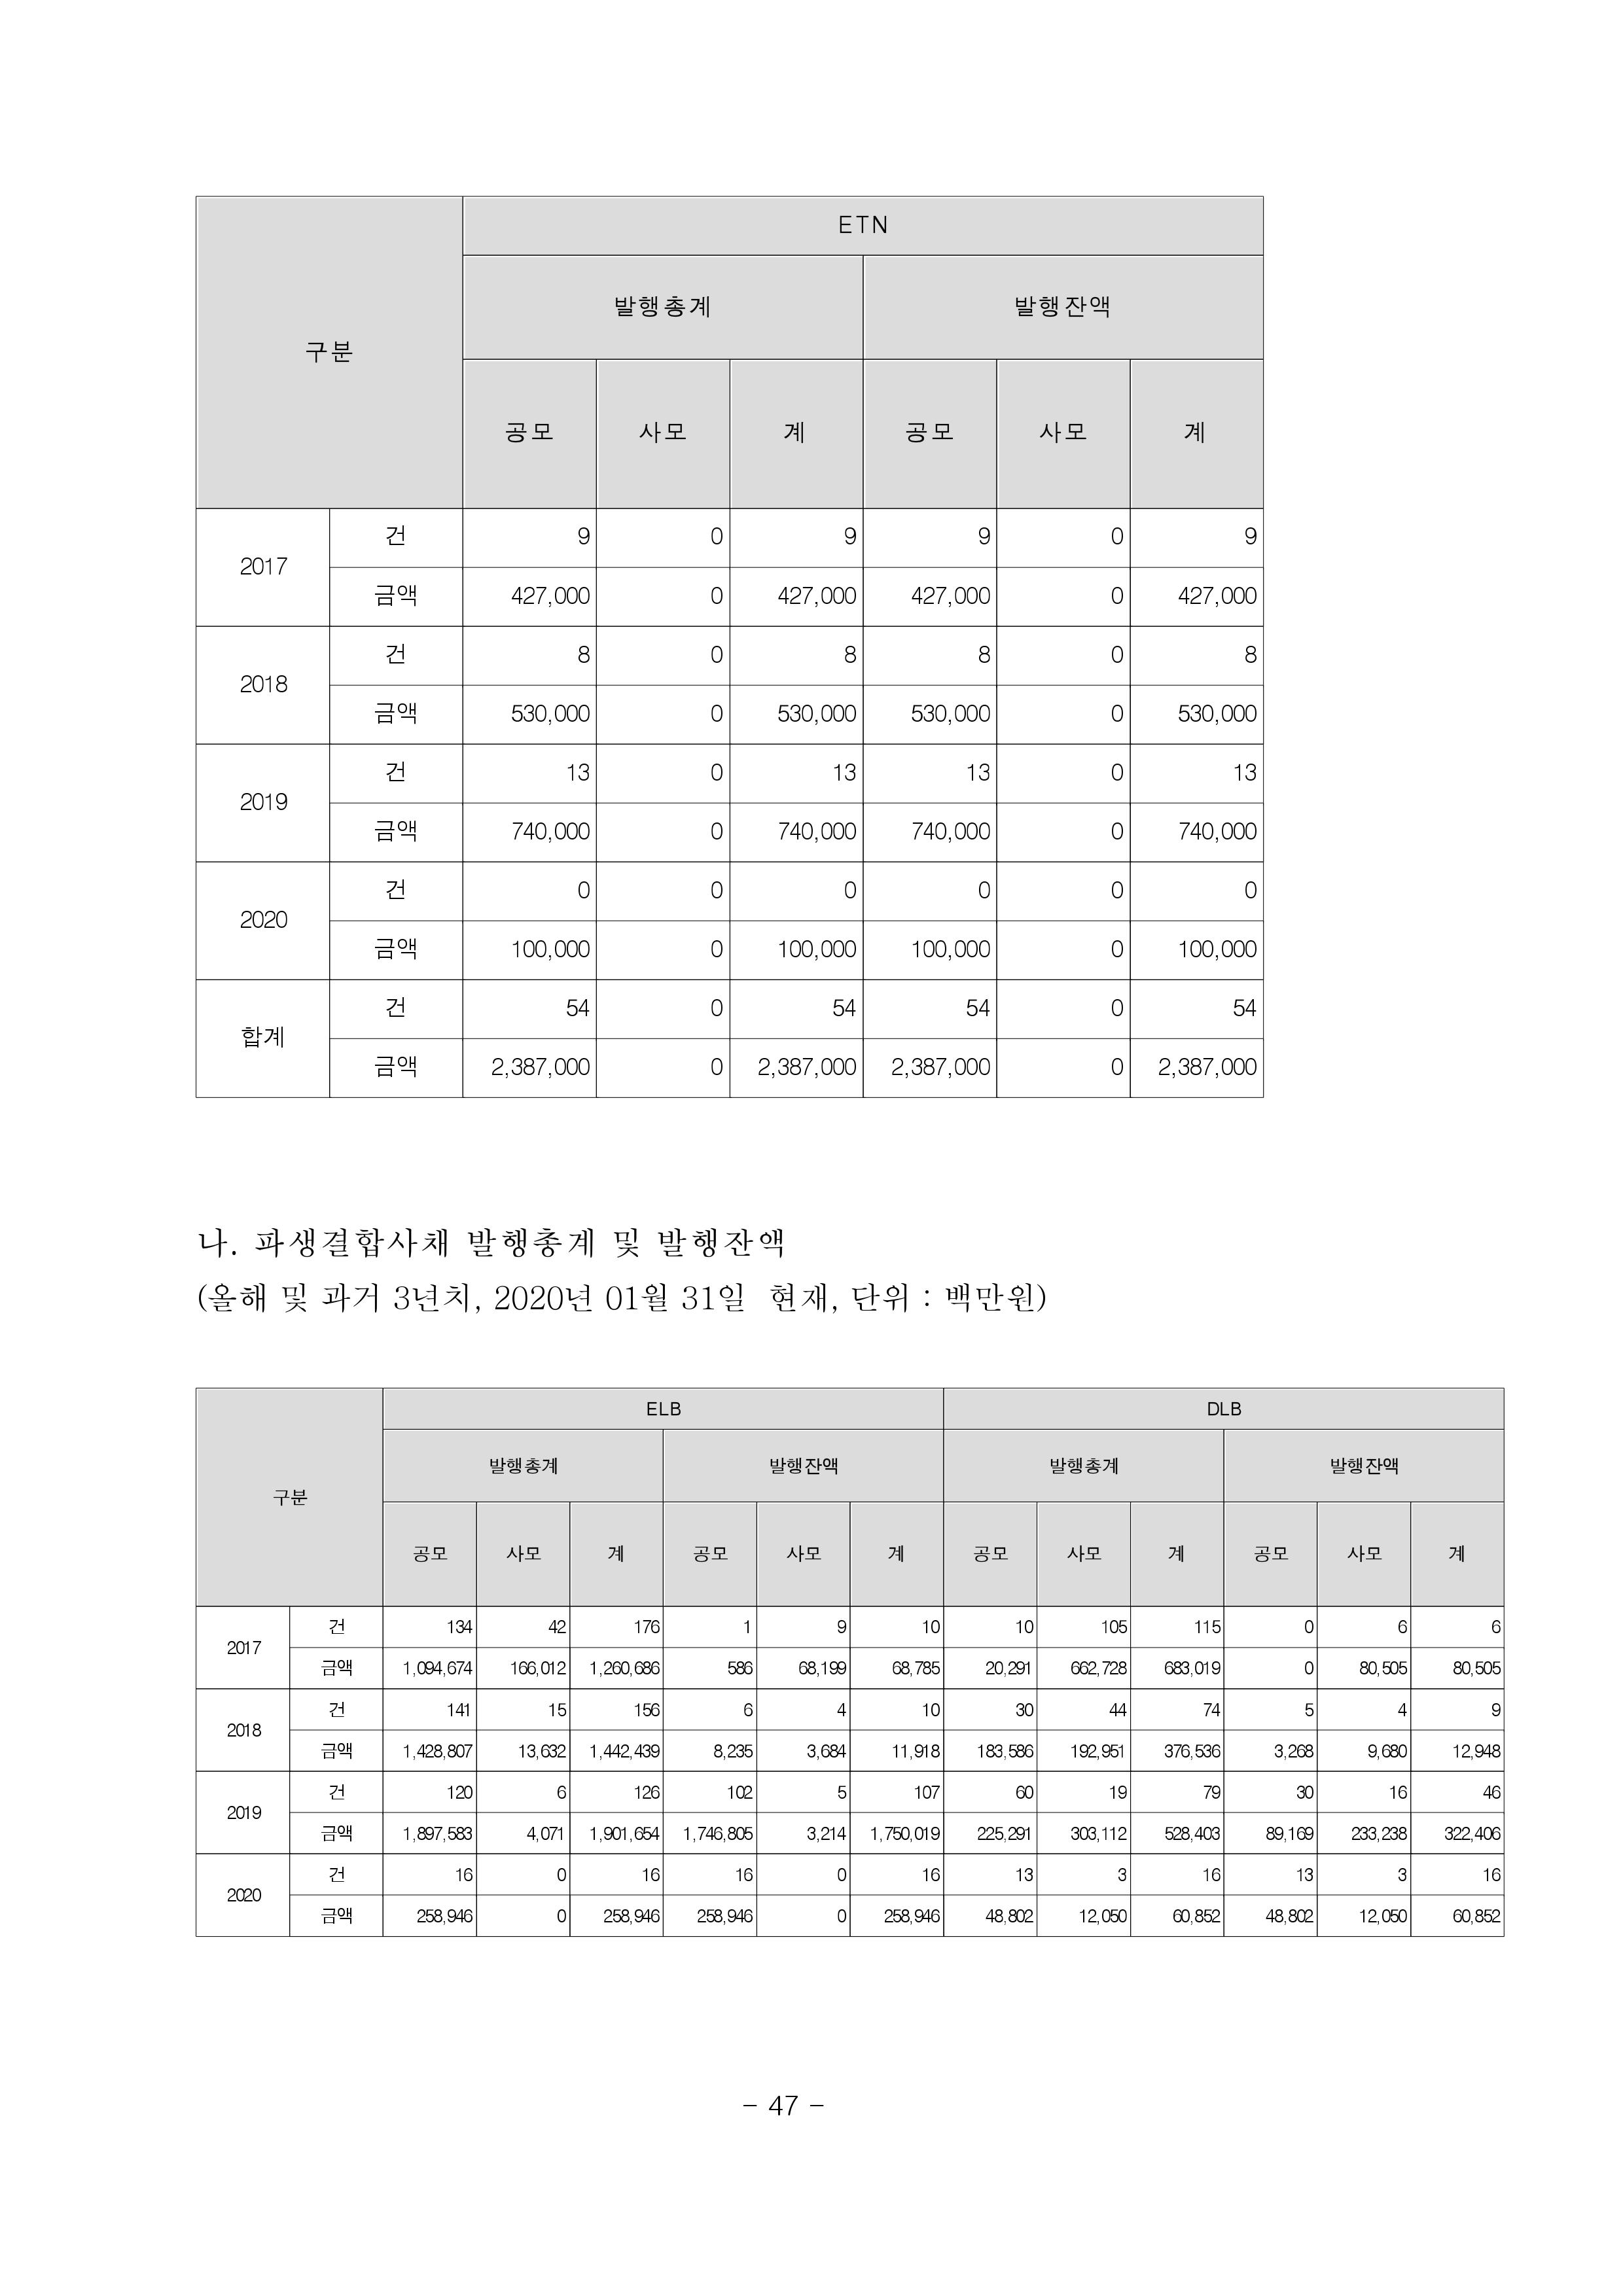 구분 ETN
발행총계 발행잔액
공모 사모 계 공모 사모 계
2017 건 9 0 9 9 0 9
금액 427,000 0 427,000 427,000 0 427,000
2018 건 8 0 8 8 0 8
금액 530,000 0 530,000 530,000 0 530,000
2019 건 13 0 13 13 0 13
금액 740,000 0 740,000 740,000 0 740,000
2020 건 0 0 0 0 0 0
금액 100,000 0 100,000 100,000 0 100,000
합계 건 54 0 54 54 0 54
금액 2,387,000 0 2,387,000 2,387,000 0 2,387,000
나. 파생결합사채 발행총계 및 발행잔액
(올해 및 과거 3년치, 2020년 01월 31일 현재, 단위 : 백만원)
구분 ELB DLB
발행총계 발행잔액 발행총계 발행잔액
공모 사모 계 공모 사모 계 공모 사모 계 공모 사모 계
2017 건 134 42 176 1 9 10 10 105 115 0 6 6
금액 1,094,674 166,012 1,260,686 586 68,199 68,785 20,291 662,728 683,019 0 80,505 80,505
2018 건 141 15 156 6 4 10 30 44 74 5 4 9
금액 1,428,807 13,632 1,442,439 8,235 3,684 11,918 183,586 192,951 376,536 3,268 9,680 12,948
2019 건 120 6 126 102 5 107 60 19 79 30 16 46
금액 1,897,583 4,071 1,901,654 1,746,805 3,214 1,750,019 225,291 303,112 528,403 89,169 233,238 322,406
2020 건 16 0 16 16 0 16 13 3 16 13 3 16
금액 258,946 0 258,946 258,946 0 258,946 48,802 12,050 60,852 48,802 12,050 60,852
- 47 -